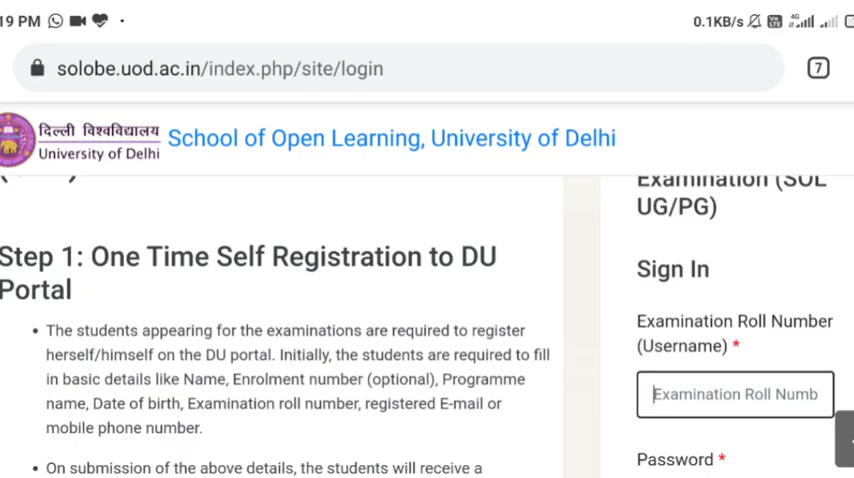 19 PM
0.1KB/s 4G
solobe.uod.ac.in/index.php/site/login
7
दिल्ली विश्वविद्यालय
University of Delhi
School of Open Learning, University of Delhi
Step 1: One Time Self Registration to DU
Portal
• The students appearing for the examinations are required to register
herself/himself on the DU portal. Initially, the students are required to fill
in basic details like Name, Enrolment number (optional), Programme
name, Date of birth, Examination roll number, registered E-mail or
mobile phone number.
• On submission of the above details, the students will receive a
Examination (SOL
UG/PG)
Sign In
Examination Roll Number
(Username) *
Examination Roll Numb
Password *